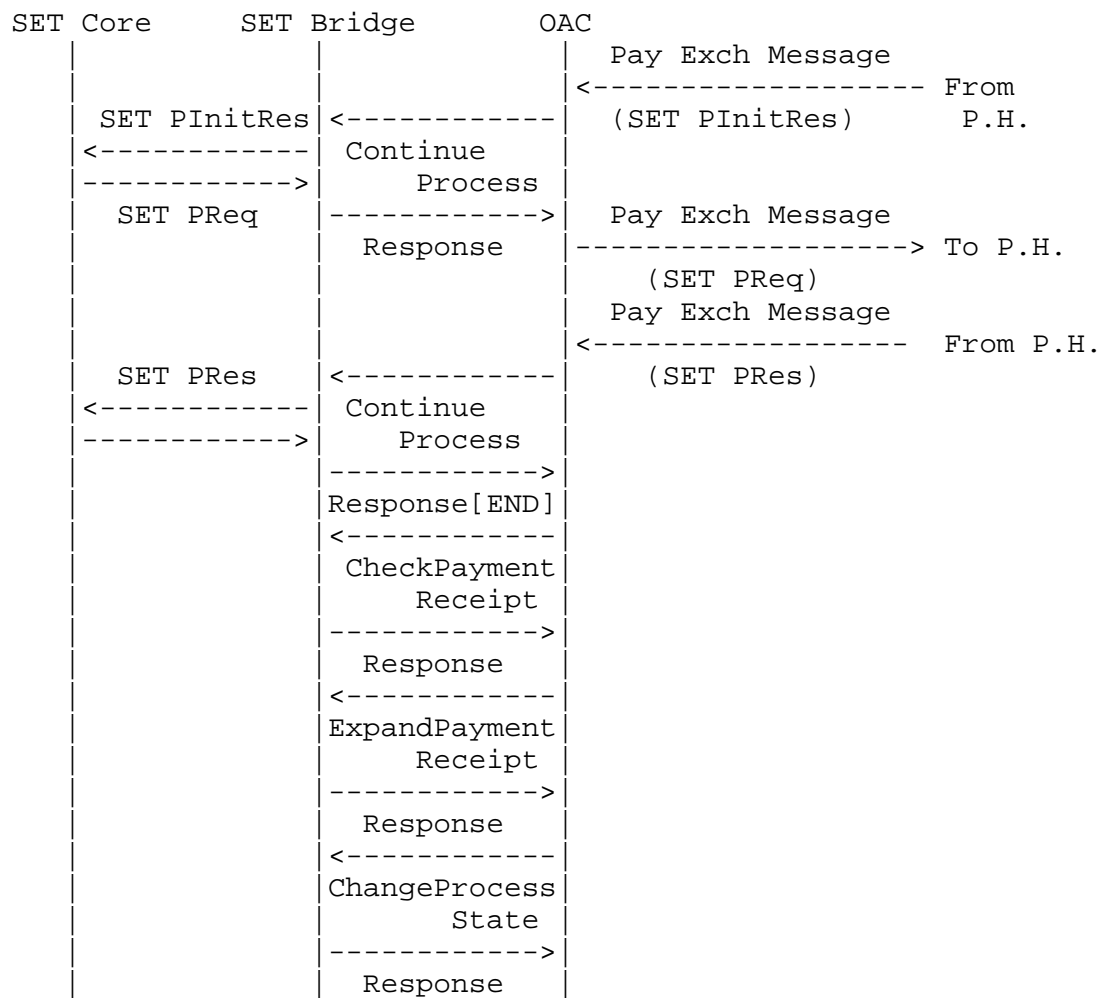 SET Core     SET Bridge       OAC
   |             |             |  Pay Exch Message
   |             |             |<------------------- From
   | SET PInitRes|<------------|  (SET PInitRes)      P.H.
   |<------------| Continue    |
   |------------>|     Process |
   |  SET PReq   |------------>|  Pay Exch Message
   |             |  Response   |-------------------> To P.H.
   |             |             |    (SET PReq)
   |             |             |  Pay Exch Message
   |             |             |<------------------  From P.H.
   |  SET PRes   |<------------|    (SET PRes)
   |<------------| Continue    |
   |------------>|    Process  |
   |             |------------>|
   |             |Response[END]|
   |             |<------------|
   |             | CheckPayment|
   |             |     Receipt |
   |             |------------>|
   |             |  Response   |
   |             |<------------|
   |             |ExpandPayment|
   |             |     Receipt |
   |             |------------>|
   |             |  Response   |
   |             |<------------|
   |             |ChangeProcess|
   |             |       State |
   |             |------------>|
   |             |  Response   |